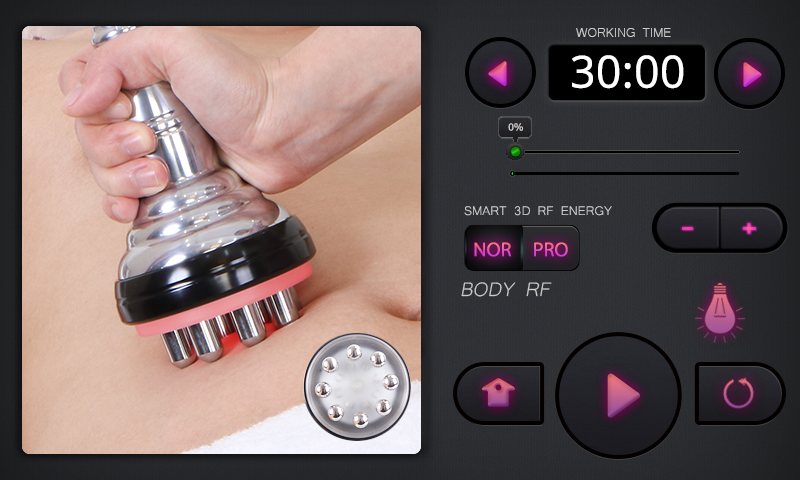 WORKING TIME
30:00
0%
SMART 3D RF ENERGY
NOR PRO
- +
BODY RF